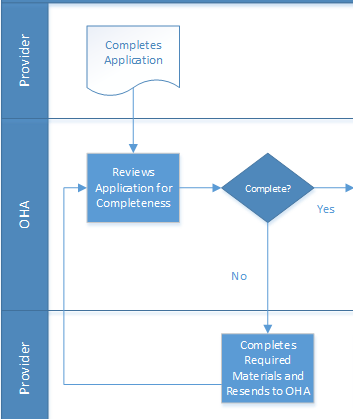 Provider
Completes
Application
OHA
Reviews
Application for
Completeness
Complete?
Yes
No
Provider
Completes
Required
Materials and
Resends to OHA